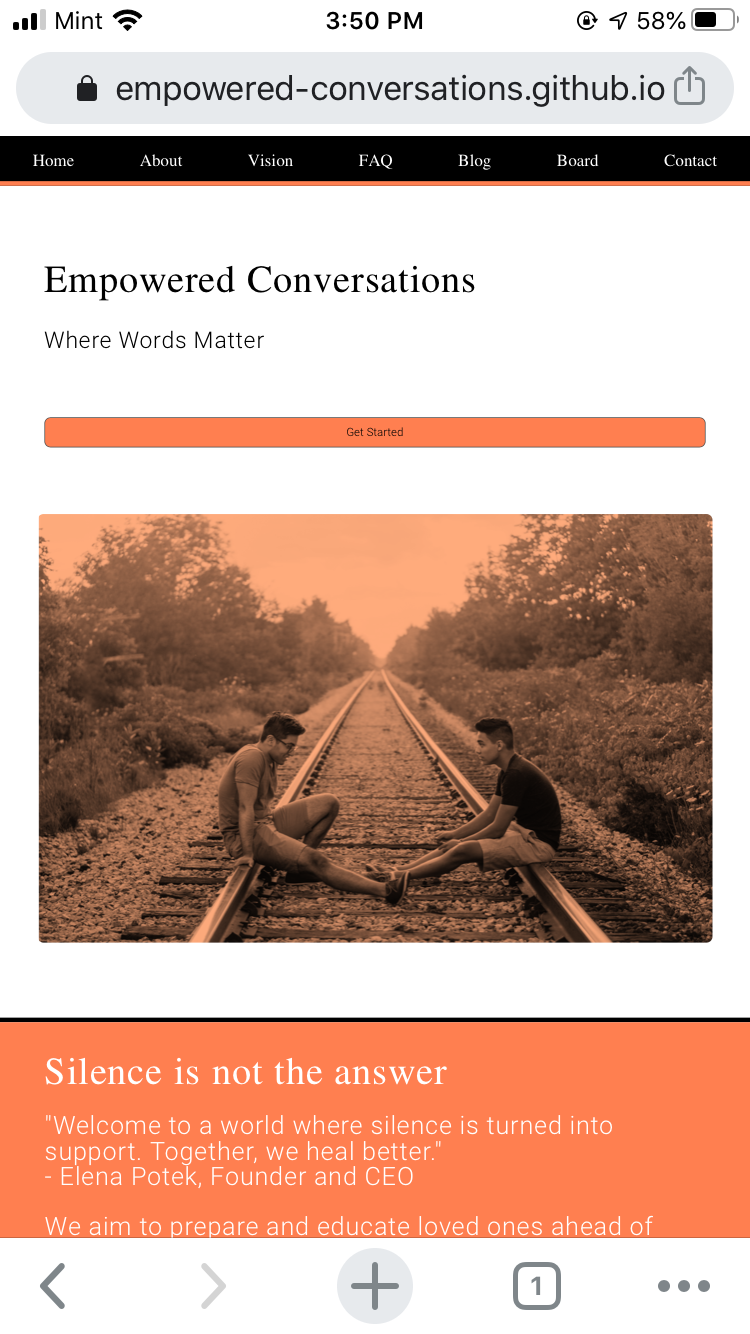 Mint 3:50 PM 58%
empowered-conversations.github.io
Home About Vision FAQ Blog Board Contact
Empowered Conversations
Where Words Matter
Get Started
Silence is not the answer
"Welcome to a world where silence is turned into
support. Together, we heal better."
- Elena Potek, Founder and CEO
We aim to prepare and educate loved ones ahead of
1